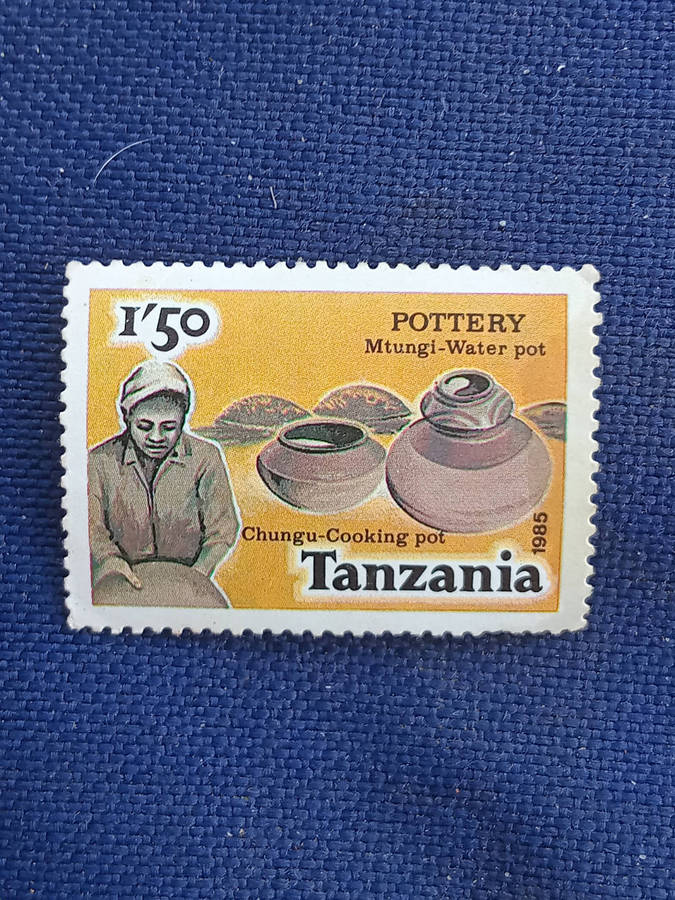 1'50
POTTERY
Mtungi-Water pot
Chungu-Cooking pot
Tanzania
1985